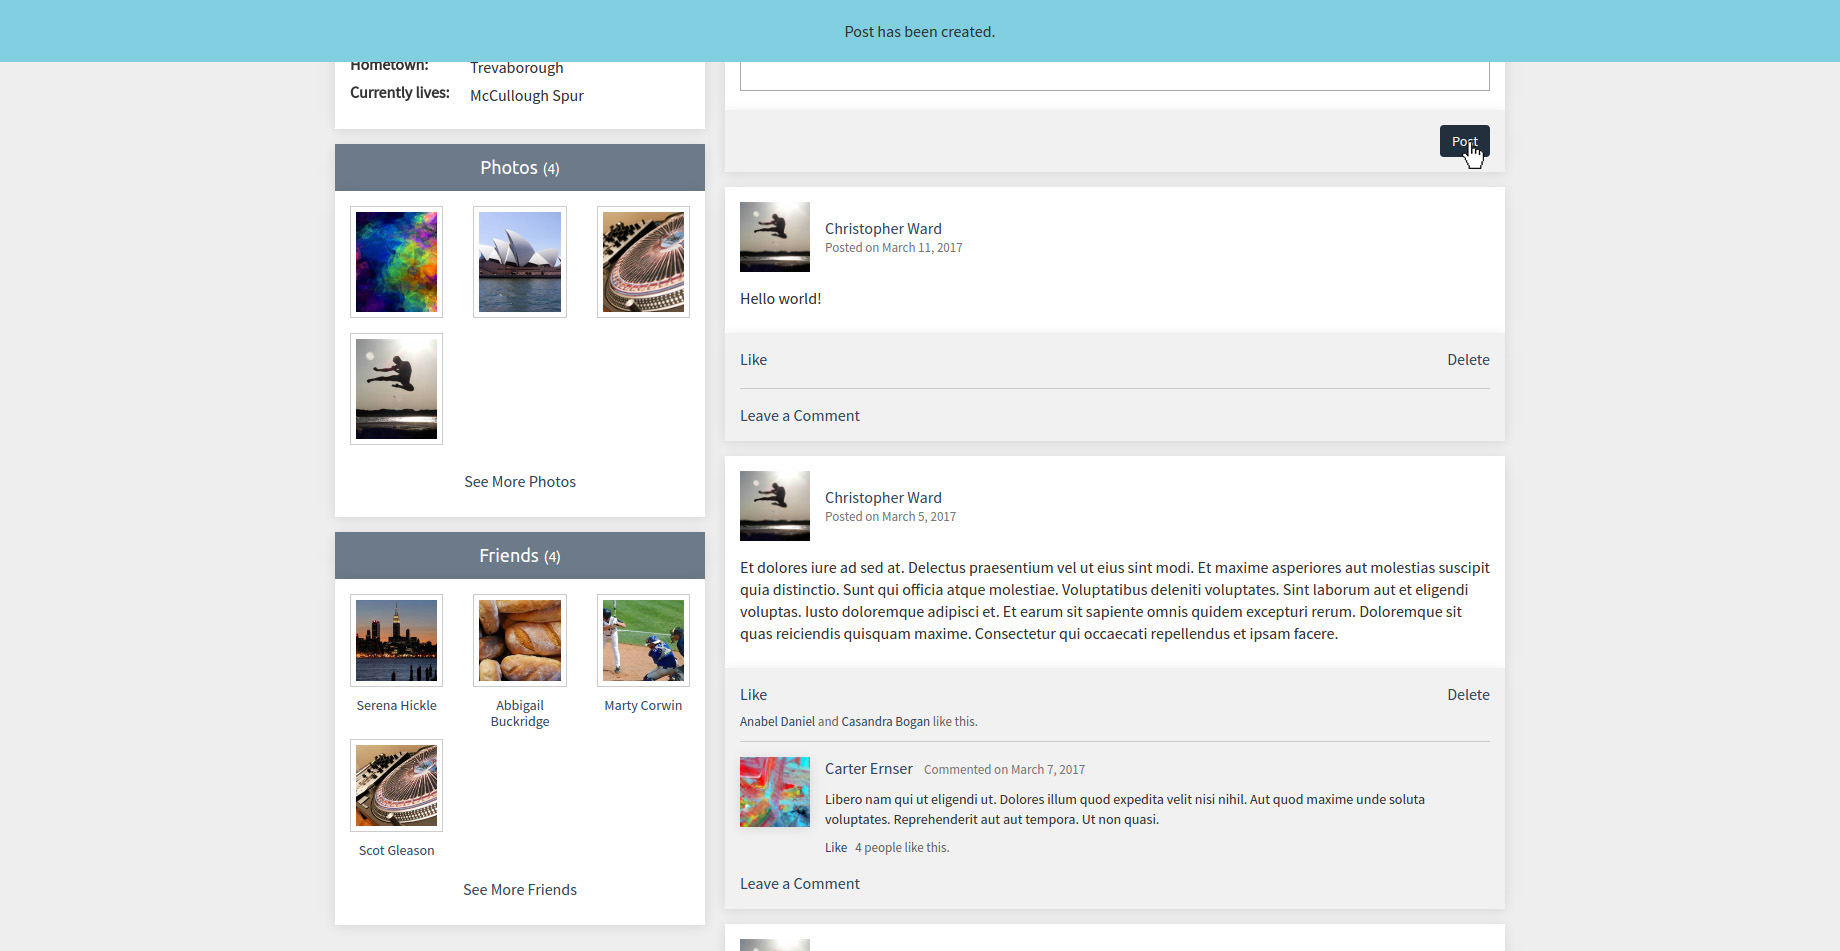 Post has been created.
Hometown: Trevaborough
Currently lives: McCullough Spur
Photos (4)
See More Photos
Friends (4)
Serena Hickle
Abbigail
Buckridge
Marty Corwin
Scot Gleason
See More Friends
Post
Christopher Ward
Posted on March 11, 2017
Hello world!
Like
Delete
Leave a Comment
Christopher Ward
Posted on March 5, 2017
Et dolores iure ad sed at. Delectus praesentium vel ut eius sint modi. Et maxime asperiores aut molestias suscipit
quia distinctio. Sunt qui officia atque molestiae. Voluptatibus deleniti voluptates. Sint laborum aut et eligendi
voluptas. Iusto doloremque adipisci et. Et earum sit sapiente omnis quidem excepturi rerum. Doloremque sit
quas reiciendis quisquam maxime. Consectetur qui occaecati repellendus et ipsam facere.
Like
Delete
Anabel Daniel and Casandra Bogan like this.
Carter Ernser Commented on March 7, 2017
Libero nam qui ut eligendi ut. Dolores illum quod expedita velit nisi nihil. Aut quod maxime unde soluta
voluptates. Reprehenderit aut aut tempora. Ut non quasi.
Like 4 people like this.
Leave a Comment